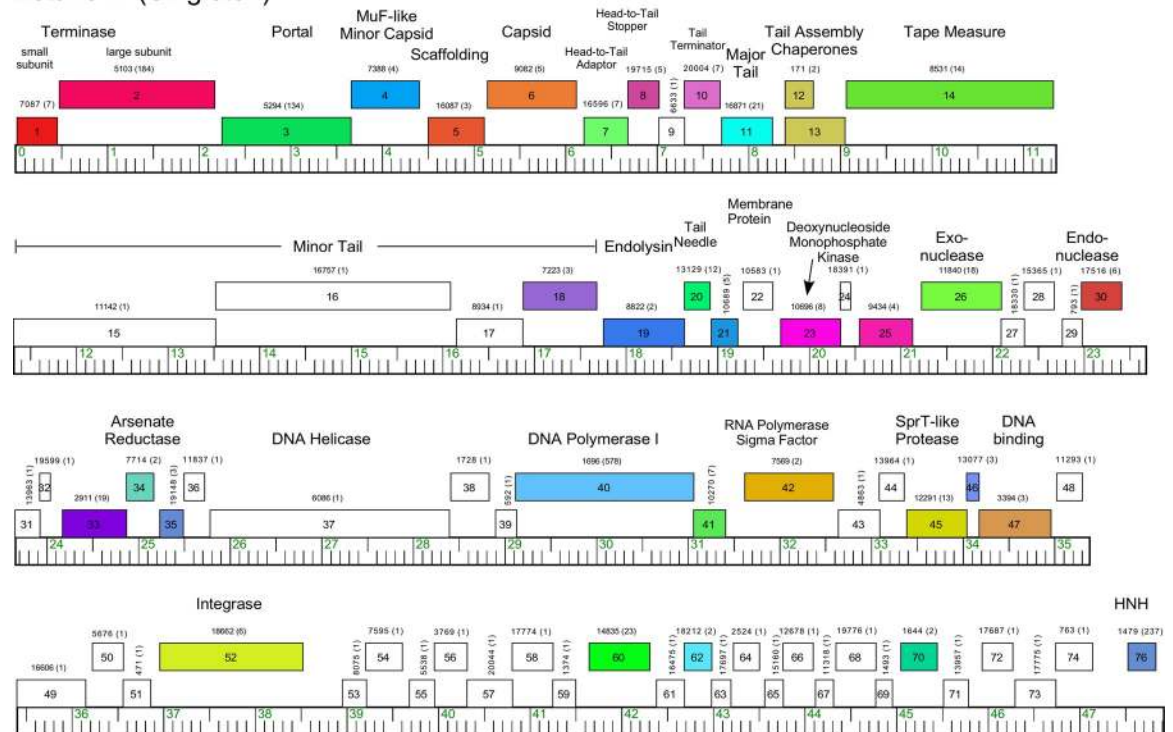 Terminase
small subunit
large subunit
Portal
MuF-like Minor Capsid
Scaffolding
Capsid
Head-to-Tail Adaptor
Head-to-Tail Stopper
Tail Terminator
Major Tail
Tail Assembly Chaperones
Tape Measure
7087 (7)
5103 (184)
5294 (134)
7388 (4)
16087 (3)
9082 (5)
16596 (7)
19715 (5)
6633 (1)
20004 (7)
16871 (21)
171 (2)
8531 (14)
1 2 3 4 5 6 7 8 9 10 11 12 13 14
0 1 2 3 4 5 6 7 8 9 10 11
Minor Tail
Endolysin
Tail Needle
Membrane Protein
Deoxynucleoside Monophosphate Kinase
Exo-nuclease
Endo-nuclease
11142 (1)
16757 (1)
8934 (1)
7223 (3)
8822 (2)
13129 (12)
10689 (5)
10583 (1)
10696 (8)
18391 (1)
9434 (4)
11840 (18)
18330 (1)
15365 (1)
793 (1)
17516 (6)
15 16 17 18 19 20 21 22 23 24 25 26 27 28 29 30
12 13 14 15 16 17 18 19 20 21 22 23
Arsenate Reductase
DNA Helicase
DNA Polymerase I
RNA Polymerase Sigma Factor
SprT-like Protease
DNA binding
13963 (1)
19599 (1)
2911 (19)
7714 (2)
19148 (3)
11837 (1)
6086 (1)
1728 (1)
592 (1)
1696 (578)
10270 (7)
7569 (2)
4863 (1)
13964 (1)
12291 (13)
13077 (3)
3394 (3)
11293 (1)
31 32 33 34 35 36 37 38 39 40 41 42 43 44 45 46 47 48
24 25 26 27 28 29 30 31 32 33 34 35
Integrase
HNH
16606 (1)
5676 (1)
471 (1)
18662 (6)
8075 (1)
7595 (1)
5538 (1)
3769 (1)
20044 (1)
17774 (1)
1374 (1)
14835 (23)
16475 (1)
18212 (2)
17697 (1)
2524 (1)
15160 (1)
12678 (1)
11318 (1)
19776 (1)
1493 (1)
1644 (2)
13957 (1)
17687 (1)
17775 (1)
763 (1)
1479 (237)
49 50 51 52 53 54 55 56 57 58 59 60 61 62 63 64 65 66 67 68 69 70 71 72 73 74 76
36 37 38 39 40 41 42 43 44 45 46 47